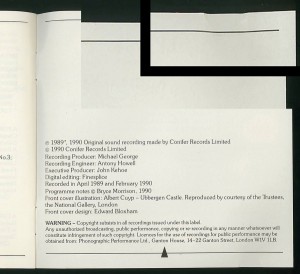 No.3:
℗ 1989*, 1990 Original sound recording made by Conifer Records Limited
© 1990 Conifer Records Limited
Recording Producer: Michael George
Recording Engineer: Antony Howell
Executive Producer: John Kehoe
Digital editing: Finesplice
Recorded in April 1989 and February 1990
Programme notes © Bryce Morrison, 1990
Front cover illustration: Albert Cuyp – Ubbergen Castle. Reproduced by courtesy of the Trustees,
the National Gallery, London
Front cover design: Edward Bloxham
WARNING – Copyright subsists in all recordings issued under this label.
Any unauthorised broadcasting, public performance, copying or re-recording in any manner whatsoever will
constitute infringement of such copyright. Licences for the use of recordings for public performance may be
obtained from: Phonographic Performance Ltd., Ganton House, 14–22 Ganton Street, London W1V 1LB.